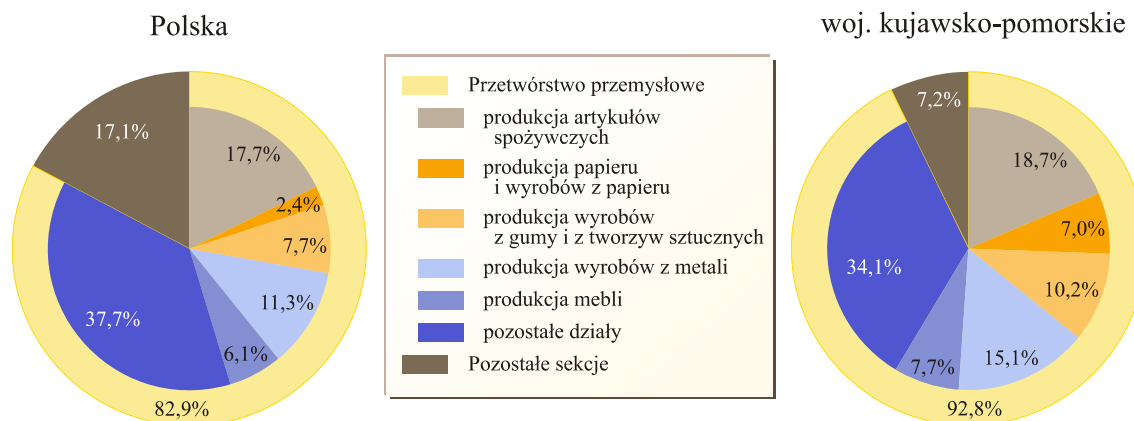 Polska
17,1%
17,7%
2,4%
7,7%
11,3%
6,1%
37,7%
82,9%
Przetwórstwo przemysłowe
produkcja artykułów
spożywczych
produkcja papieru
i wyrobów z papieru
produkcja wyrobów
z gumy i z tworzyw sztucznych
produkcja wyrobów z metali
produkcja mebli
pozostałe działy
Pozostałe sekcje
woj. kujawsko-pomorskie
7,2%
18,7%
7,0%
10,2%
15,1%
7,7%
34,1%
92,8%